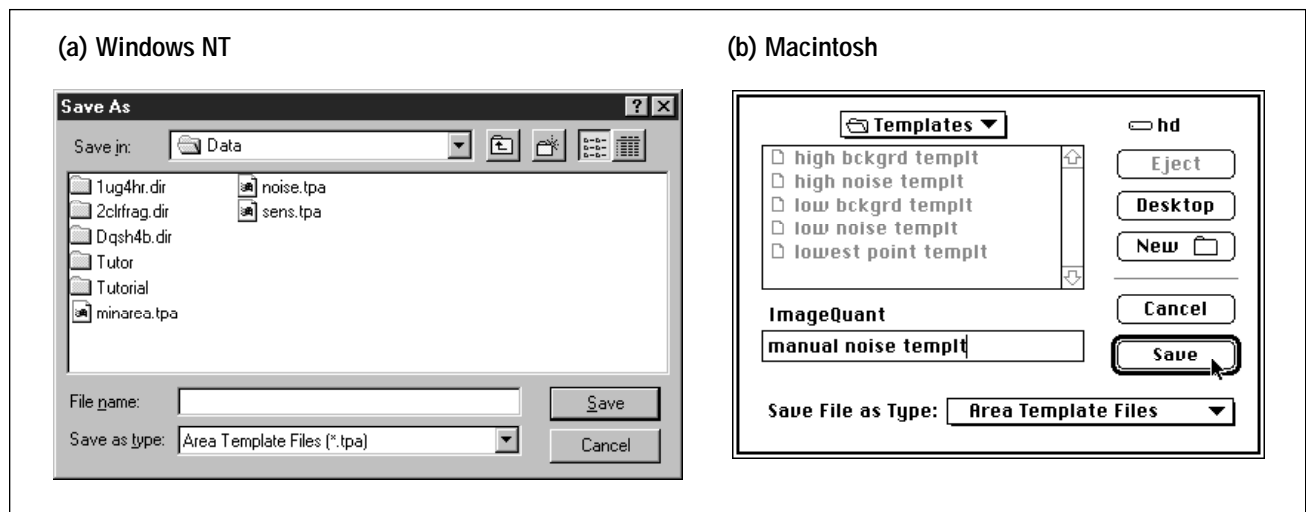 (a) Windows NT
Save As
Save in:
Data
1ug4hr.dir
2clrfrag.dir
Dqsh4b.dir
Tutor
Tutorial
minarea.tpa
noise.tpa
sens.tpa
File name:
Save
Save as type:
Area Template Files (*.tpa)
Cancel
(b) Macintosh
Templates
hd
high bckgrd templt
high noise templt
low bckgrd templt
low noise templt
lowest point templt
Eject
Desktop
New
ImageQuant
manual noise templt
Cancel
Save
Save File as Type:
Area Template Files